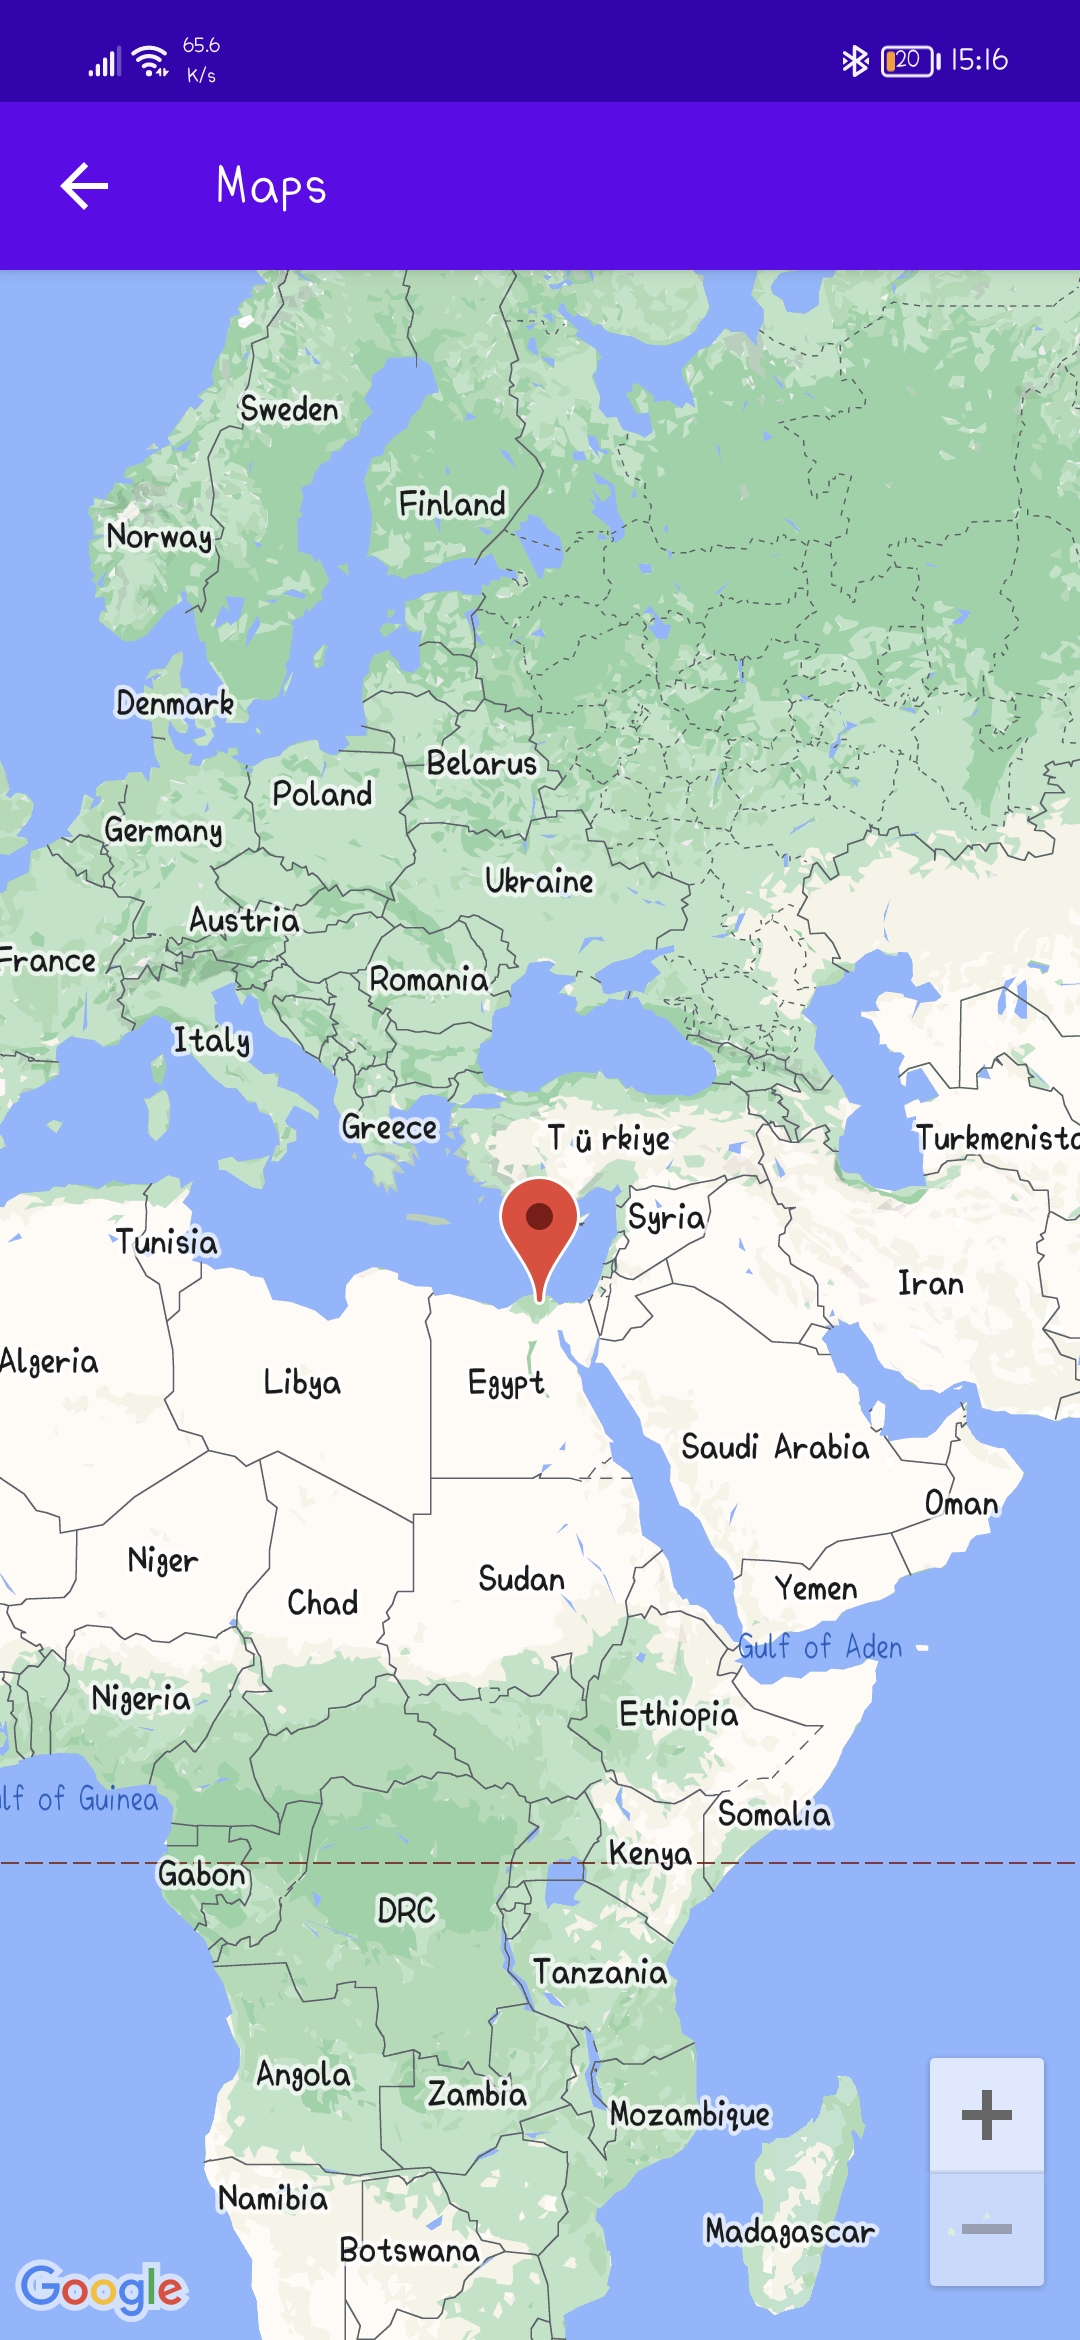 65.6
K/s
20
15:16
Maps
Sweden
Finland
Norway
Denmark
Belarus
Poland
Germany
Ukraine
Austria
France
Romania
Italy
Greece
Türkiye
Turkmenista
Syria
Tunisia
Iran
Algeria
Libya
Egypt
Saudi Arabia
Oman
Niger
Sudan
Chad
Yemen
Gulf of Aden
Nigeria
Ethiopia
lf of Guinea
Somalia
Kenya
Gabon
DRC
Tanzania
Angola
Zambia
Mozambique
Namibia
Madagascar
Botswana
Google